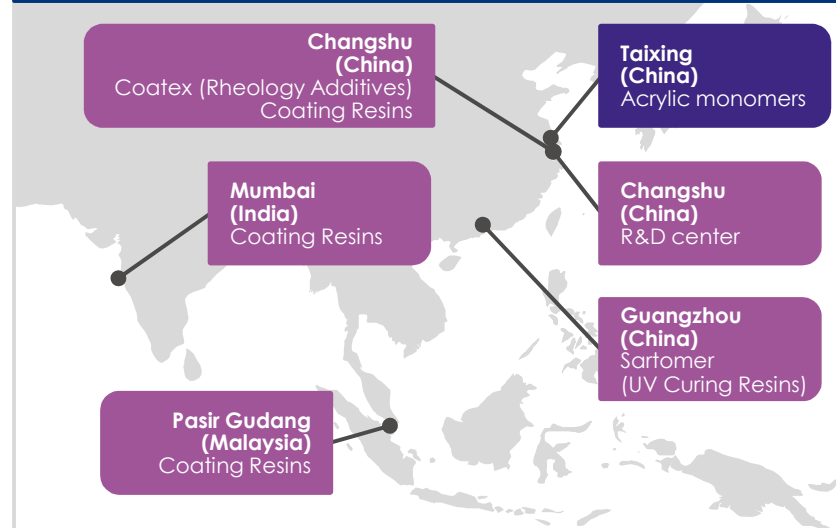 Changshu
(China)
Coatex (Rheology Additives)
Coating Resins
Taixing
(China)
Acrylic monomers
Mumbai
(India)
Coating Resins
Changshu
(China)
R&D center
Guangzhou
(China)
Sartomer
(UV Curing Resins)
Pasir Gudang
(Malaysia)
Coating Resins